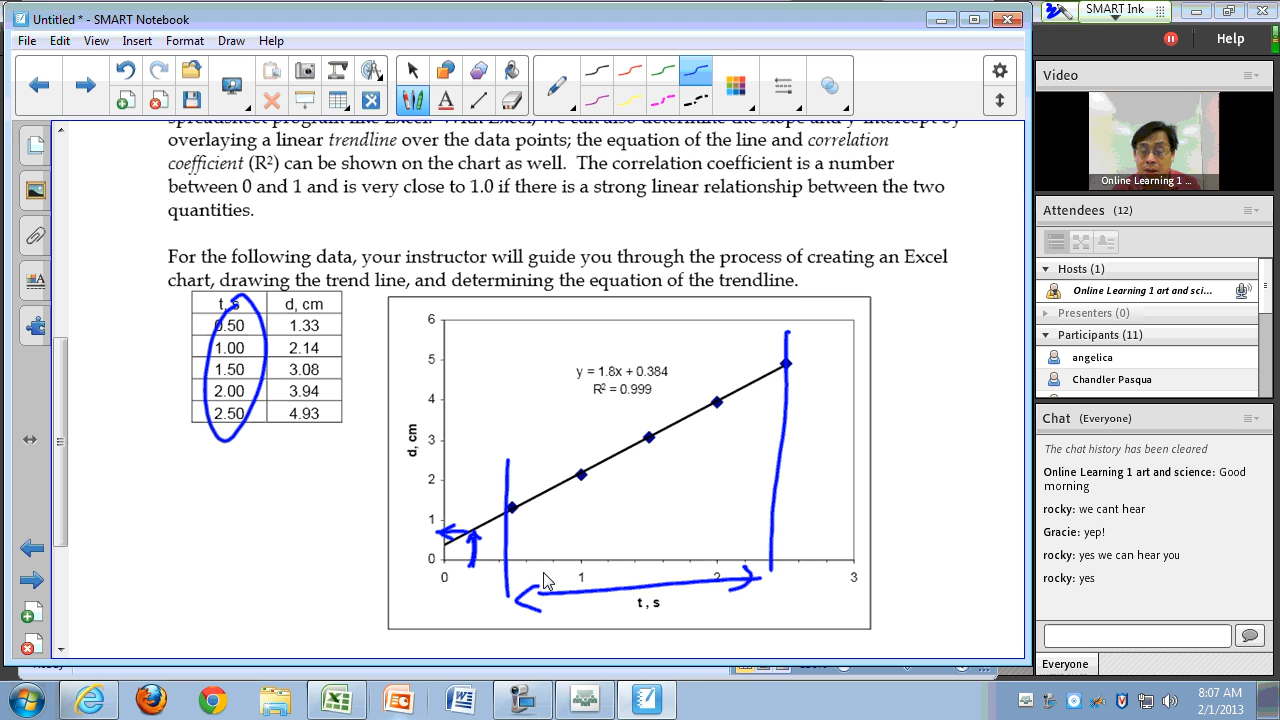 Untitled * - SMART Notebook
SMART Ink
File Edit View Insert Format Draw Help
Help
Video
Online Learning 1 ...
overlaying a linear trendline over the data points; the equation of the line and correlation
coefficient (R²) can be shown on the chart as well. The correlation coefficient is a number
between 0 and 1 and is very close to 1.0 if there is a strong linear relationship between the two
quantities.
For the following data, your instructor will guide you through the process of creating an Excel
chart, drawing the trend line, and determining the equation of the trendline.
t, s d, cm
0.50 1.33
1.00 2.14
1.50 3.08
2.00 3.94
2.50 4.93
6
5
4
3
2
1
0
d, cm
y = 1.8x + 0.384
R² = 0.999
0 1 2 3
t , s
Attendees (12)
Hosts (1)
Online Learning 1 art and sci...
Presenters (0)
Participants (11)
angelica
Chandler Pasqua
Chat (Everyone)
The chat history has been cleared
Online Learning 1 art and science: Good
morning
rocky: we cant hear
Gracie: yep!
rocky: yes we can hear you
rocky: yes
Everyone
8:07 AM
2/1/2013